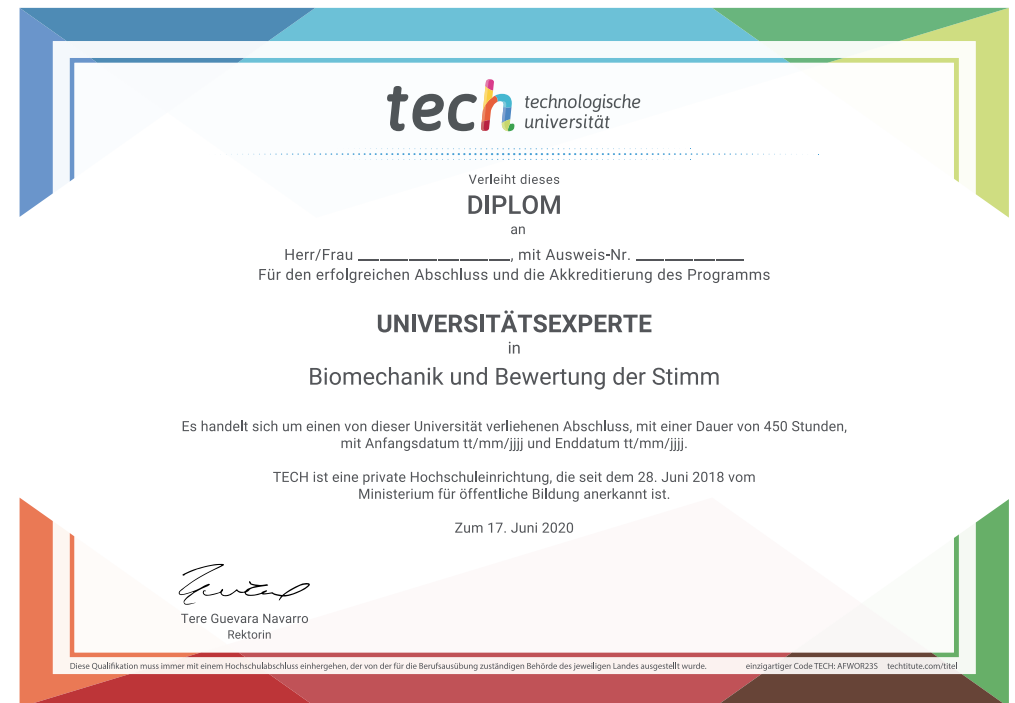 tech technologische
universität
Verleiht dieses
DIPLOM
an
Herr/Frau ____________________, mit Ausweis-Nr. ______________
Für den erfolgreichen Abschluss und die Akkreditierung des Programms
UNIVERSITÄTSEXPERTE
in
Biomechanik und Bewertung der Stimm
Es handelt sich um einen von dieser Universität verliehenen Abschluss, mit einer Dauer von 450 Stunden,
mit Anfangsdatum tt/mm/jjjj und Enddatum tt/mm/jjjj.
TECH ist eine private Hochschuleinrichtung, die seit dem 28. Juni 2018 vom
Ministerium für öffentliche Bildung anerkannt ist.
Zum 17. Juni 2020
Tere Guevara Navarro
Rektorin
Diese Qualifikation muss immer mit einem Hochschulabschluss einhergehen, der von der für die Berufsausübung zuständigen Behörde des jeweiligen Landes ausgestellt wurde. einzigartiger Code TECH: AFWOR23S techtitute.com/titel